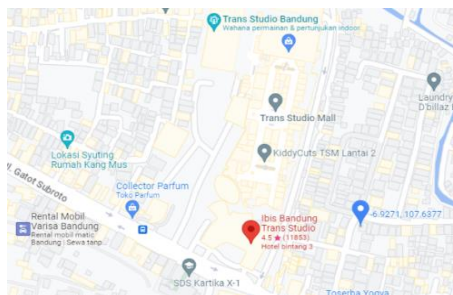 Trans Studio Bandung
Wahana permainan & pertunjukan indoor
Trans Studio Mall
Laundry
D'billaz
KiddyCuts TSM Lantai 2
Lokasi Syuting
Rumah Kang Mus
Jl. Gatot Subroto
Collector Parfum
Toko Parfum
Ibis Bandung
Trans Studio
4.5 ★ (11853)
Hotel bintang 3
-6.9271, 107.6377
Rental Mobil
Varisa Bandung
Rental mobil matic
Bandung : Sewa tanp...
SDS Kartika X-1
Toserba Yogya